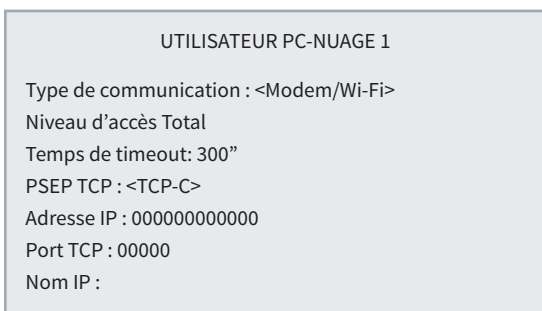 UTILISATEUR PC-NUAGE 1
Type de communication : <Modem/Wi-Fi>
Niveau d’accès Total
Temps de timeout: 300”
PSEP TCP : <TCP-C>
Adresse IP : 000000000000
Port TCP : 00000
Nom IP :